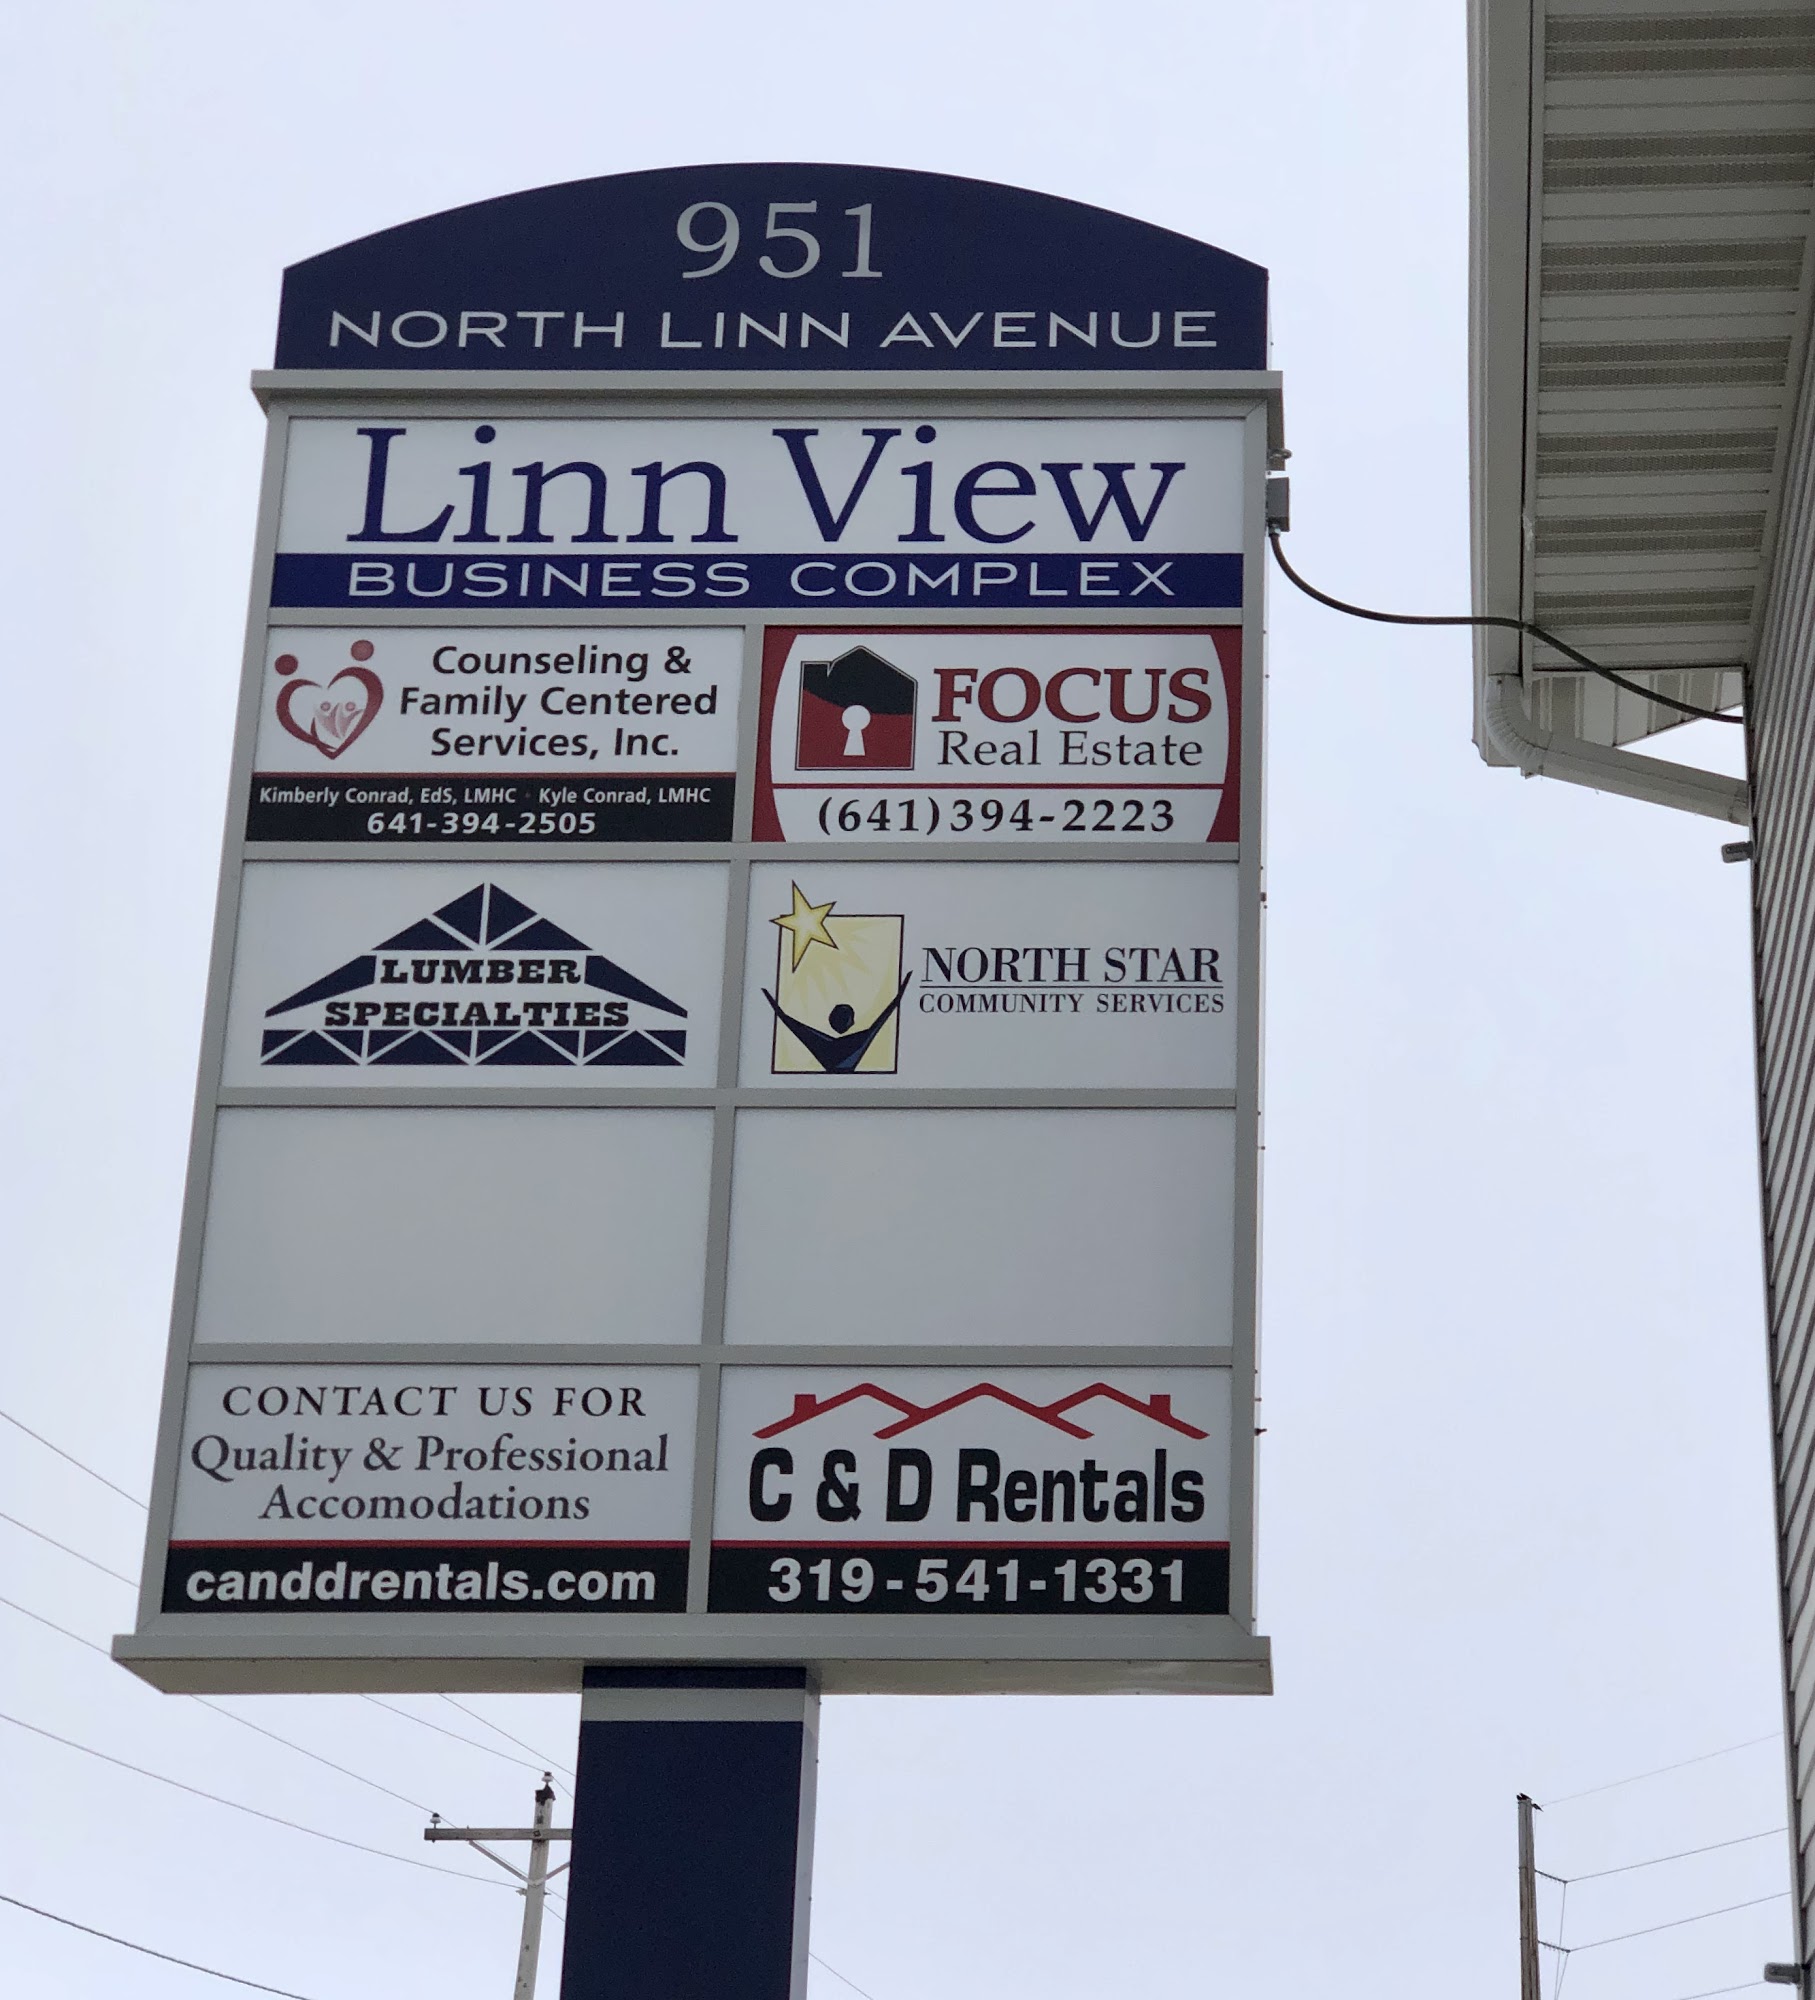 951
NORTH LINN AVENUE
Linn View
BUSINESS COMPLEX
Counseling &
Family Centered
Services, Inc.
Kimberly Conrad, EdS, LMHC • Kyle Conrad, LMHC
641-394-2505
FOCUS
Real Estate
(641)394-2223
LUMBER
SPECIALTIES
NORTH STAR
COMMUNITY SERVICES
CONTACT US FOR
Quality & Professional
Accomodations
canddrentals.com
C & D Rentals
319-541-1331